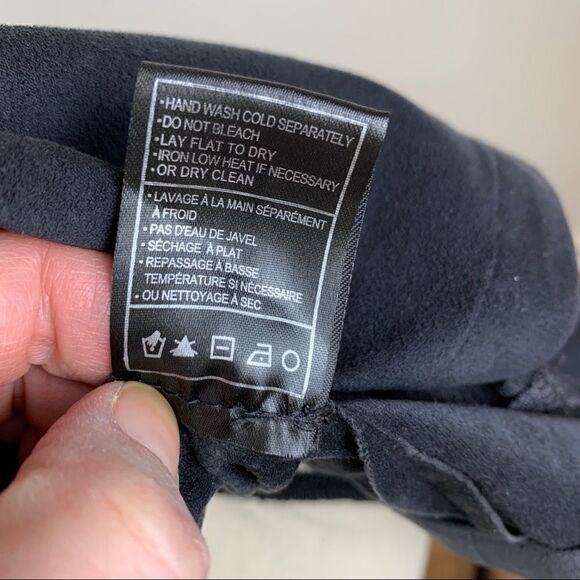 •HAND WASH COLD SEPARATELY
•DO NOT BLEACH
•LAY FLAT TO DRY
•IRON LOW HEAT IF NECESSARY
•OR DRY CLEAN
•LAVAGE À LA MAIN SÉPARÉMENT
À FROID
•PAS D'EAU DE JAVEL
•SÉCHAGE À PLAT
•REPASSAGE À BASSE
TEMPÉRATURE SI NÉCESSAIRE
•OU NETTOYAGE À SEC